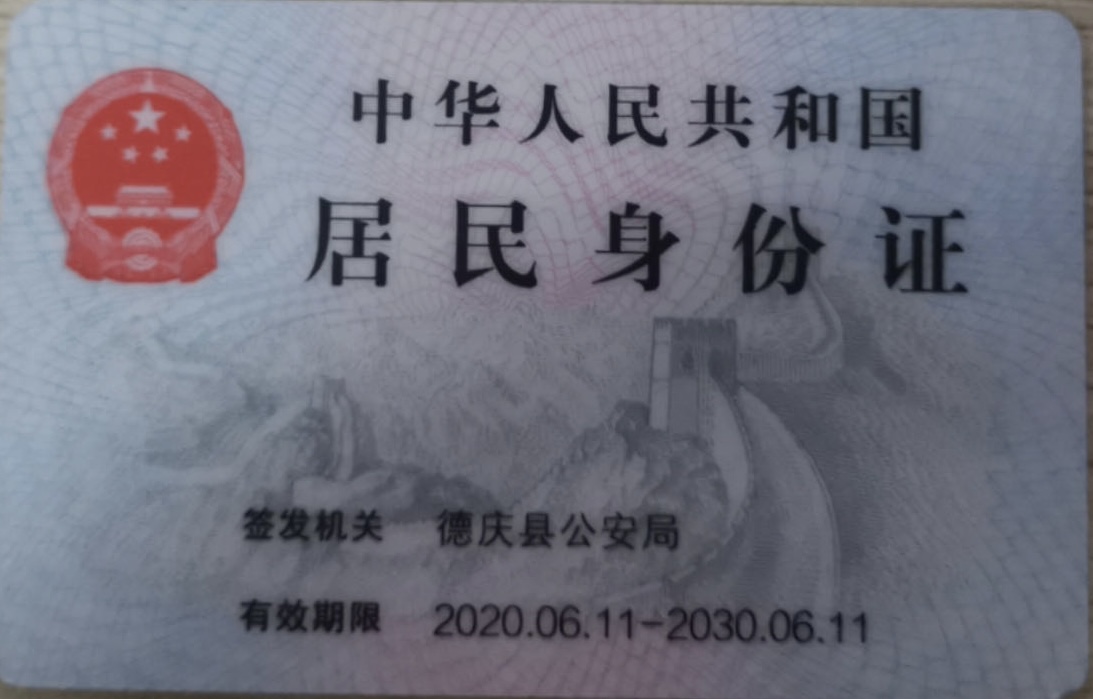 中华人民共和国
居民身份证
签发机关 德庆县公安局
有效期限 2020.06.11-2030.06.11